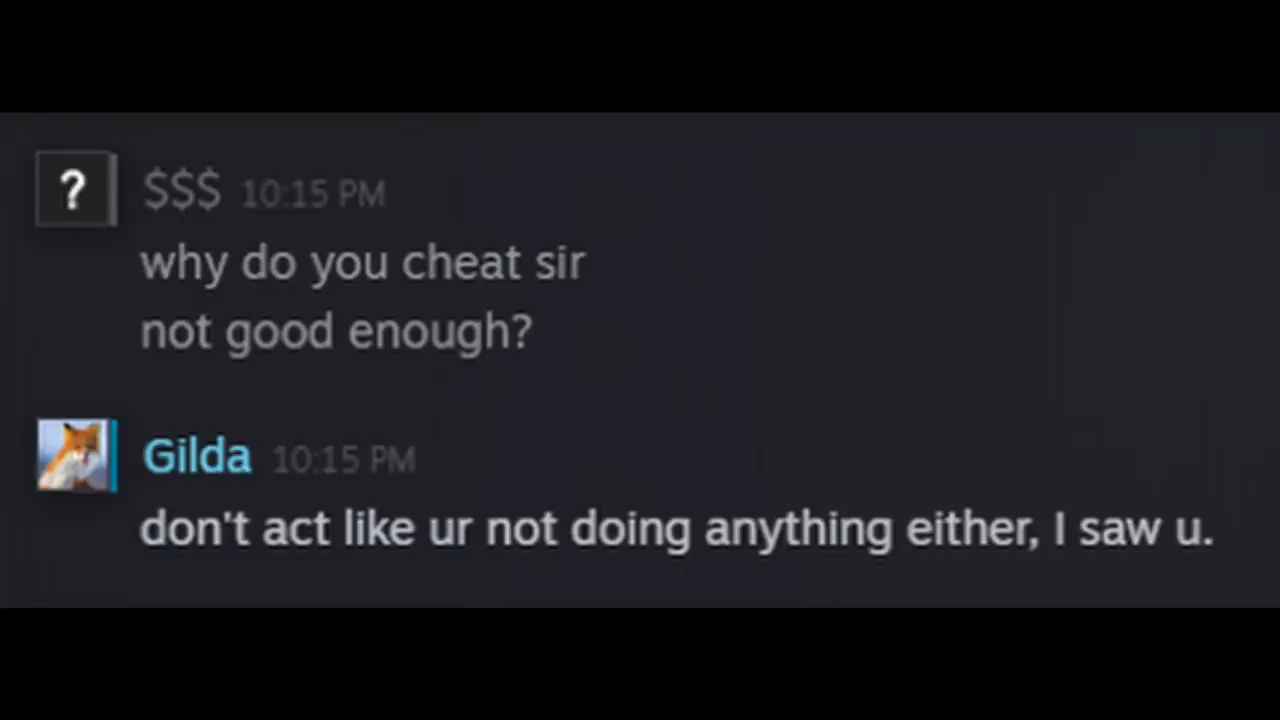 ?
$$$ 10:15 PM
why do you cheat sir
not good enough?
Gilda 10:15 PM
don't act like ur not doing anything either, I saw u.